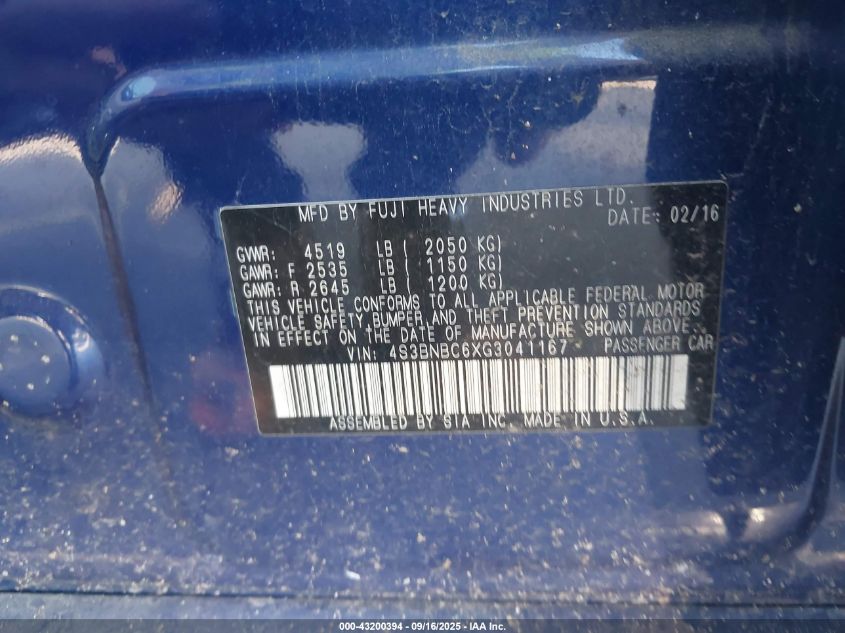 MFD BY FUJI HEAVY INDUSTRIES LTD.
DATE: 02/16
GVWR: 4519 LB ( 2050 KG)
GAWR: F 2535 LB ( 1150 KG)
GAWR: R 2645 LB ( 1200 KG)
THIS VEHICLE CONFORMS TO ALL APPLICABLE FEDERAL MOTOR
VEHICLE SAFETY, BUMPER AND THEFT PREVENTION STANDARDS
IN EFFECT ON THE DATE OF MANUFACTURE SHOWN ABOVE.
VIN: 4S3BNBC6XG3041167 PASSENGER CAR
ASSEMBLED BY SIA INC. MADE IN U.S.A.
000-43200394 - 09/16/2025 - IAA Inc.